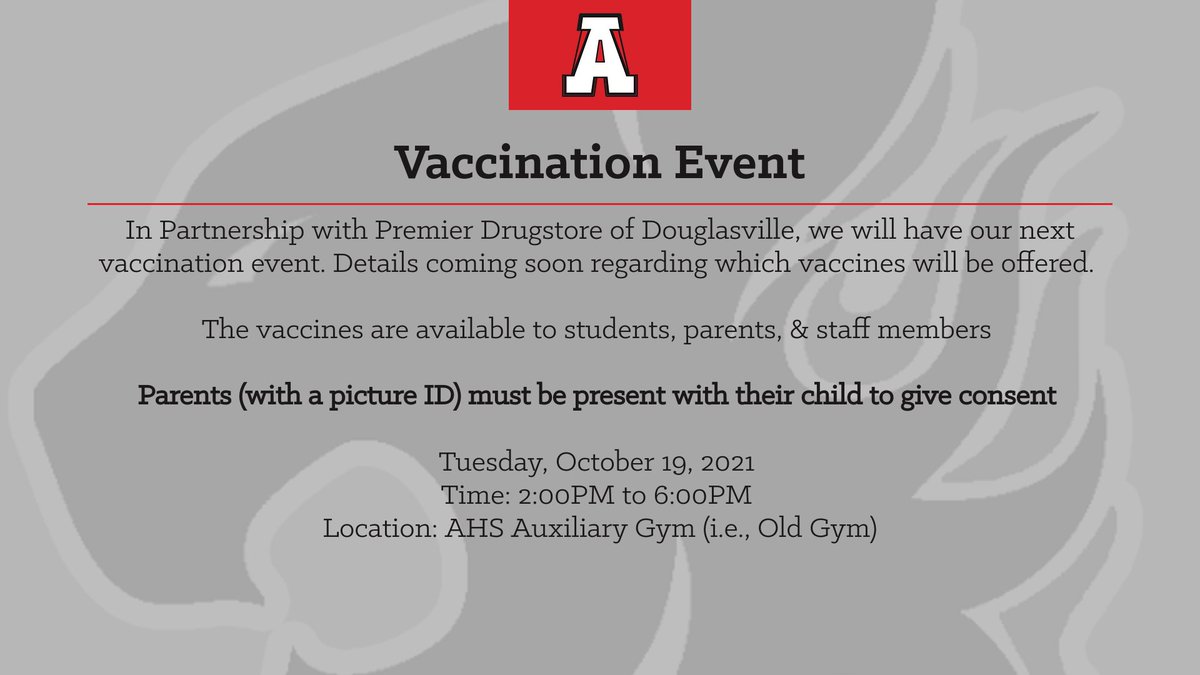 A
Vaccination Event
In Partnership with Premier Drugstore of Douglasville, we will have our next
vaccination event. Details coming soon regarding which vaccines will be offered.
The vaccines are available to students, parents, & staff members
Parents (with a picture ID) must be present with their child to give consent
Tuesday, October 19, 2021
Time: 2:00PM to 6:00PM
Location: AHS Auxiliary Gym (i.e., Old Gym)